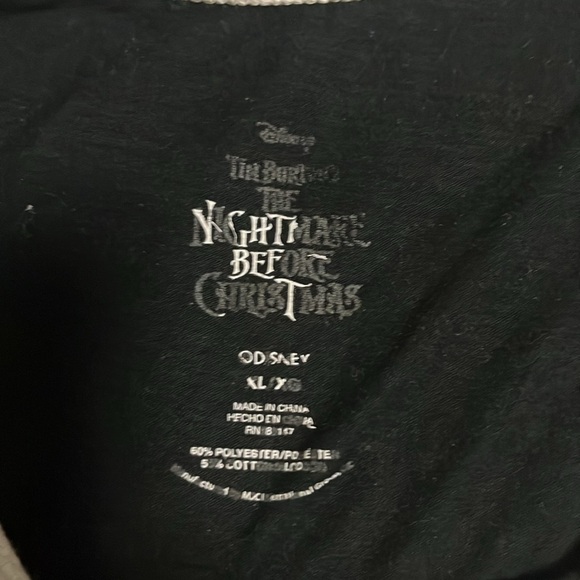 Disney
TIM BURTON'S
THE
NIGHTMARE
BEFORE
CHRISTMAS
©DISNEY
XL/XG
MADE IN CHINA
HECHO EN CHINA
60% POLYESTER/POLIÉSTER